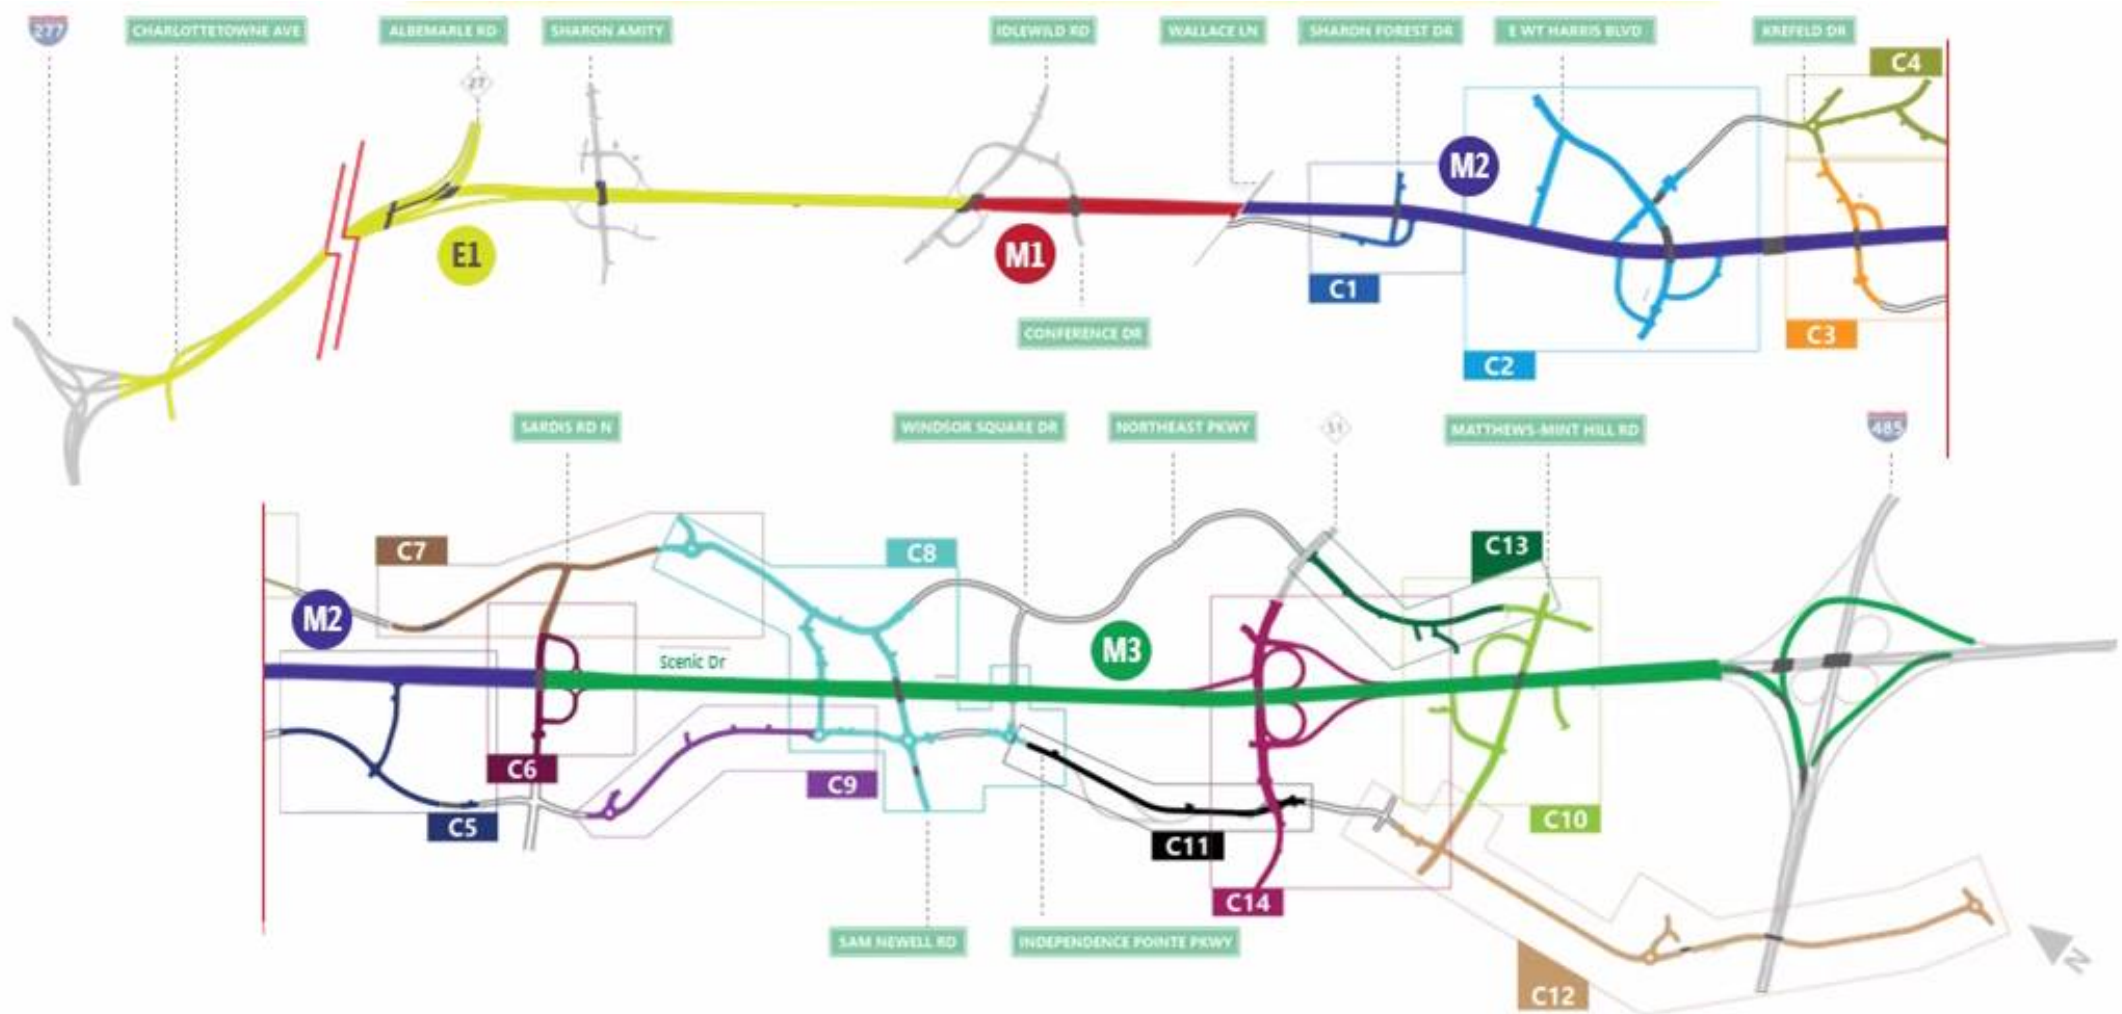 277
CHARLOTTETOWNE AVE
ALBEMARLE RD
SHARON AMITY
IDLEWILD RD
WALLACE LN
SHARON FOREST DR
E WT HARRIS BLVD
KREFELD DR
C4
27
M2
E1
M1
C1
CONFERENCE DR
C3
C2
SARDIS RD N
WINDSOR SQUARE DR
NORTHEAST PKWY
51
MATTHEWS-MINT HILL RD
485
C7
C8
C13
M2
M3
Scenic Dr
C6
C9
C5
C10
C11
C14
SAM NEWELL RD
INDEPENDENCE POINTE PKWY
C12
N